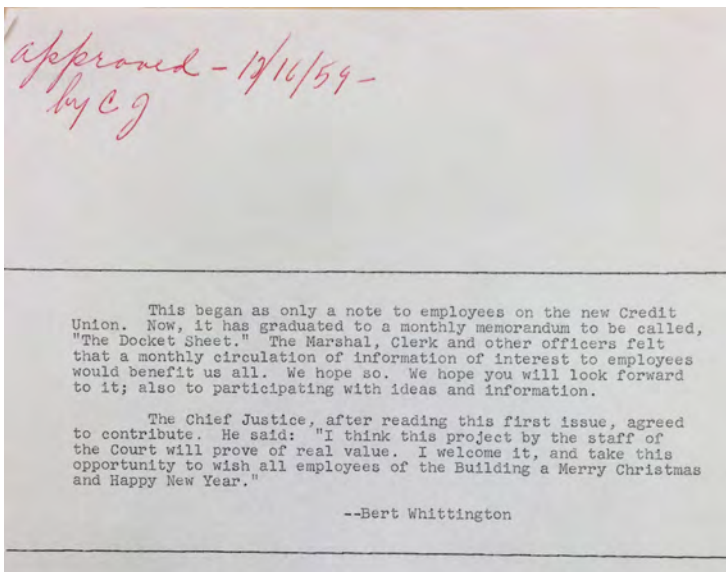 approved - 12/16/59 -
by C J
This began as only a note to employees on the new Credit
Union. Now, it has graduated to a monthly memorandum to be called,
"The Docket Sheet." The Marshal, Clerk and other officers felt
that a monthly circulation of information of interest to employees
would benefit us all. We hope so. We hope you will look forward
to it; also to participating with ideas and information.
The Chief Justice, after reading this first issue, agreed
to contribute. He said: "I think this project by the staff of
the Court will prove of real value. I welcome it, and take this
opportunity to wish all employees of the Building a Merry Christmas
and Happy New Year."
--Bert Whittington